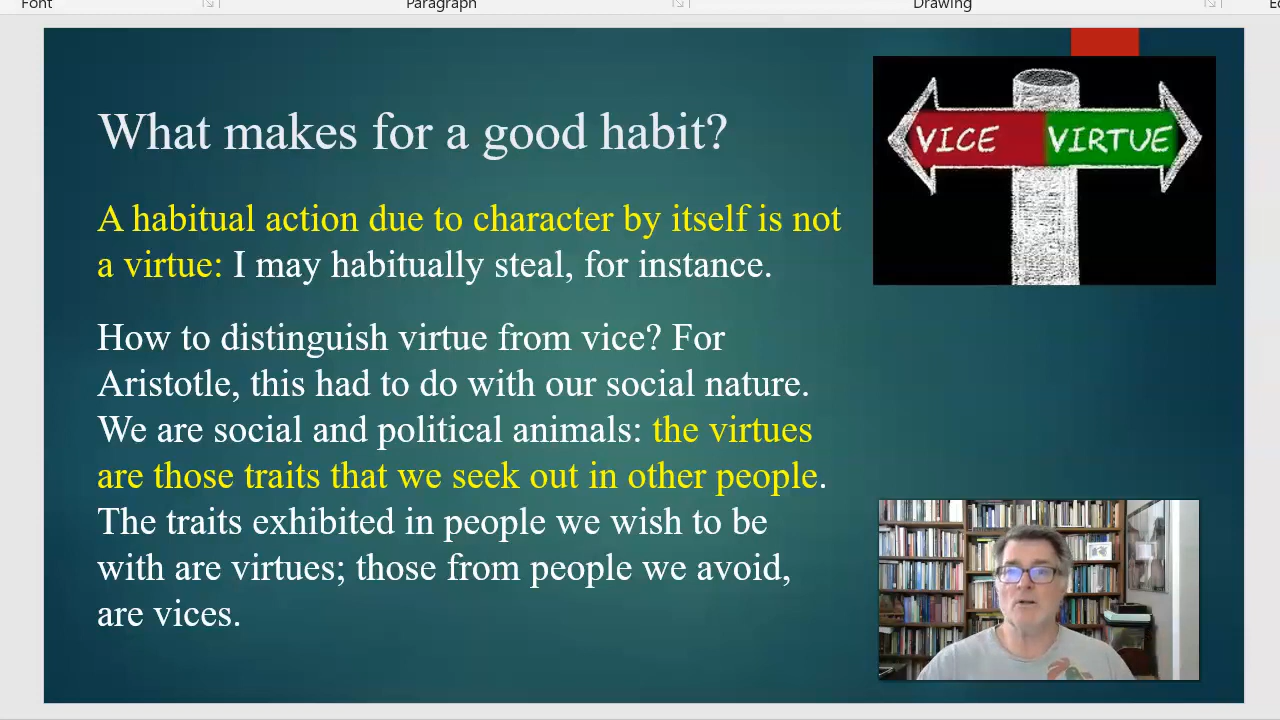 Font
Paragraph
Drawing
What makes for a good habit?
VICE
VIRTUE
A habitual action due to character by itself is not
a virtue: I may habitually steal, for instance.
How to distinguish virtue from vice? For
Aristotle, this had to do with our social nature.
We are social and political animals: the virtues
are those traits that we seek out in other people.
The traits exhibited in people we wish to be
with are virtues; those from people we avoid,
are vices.